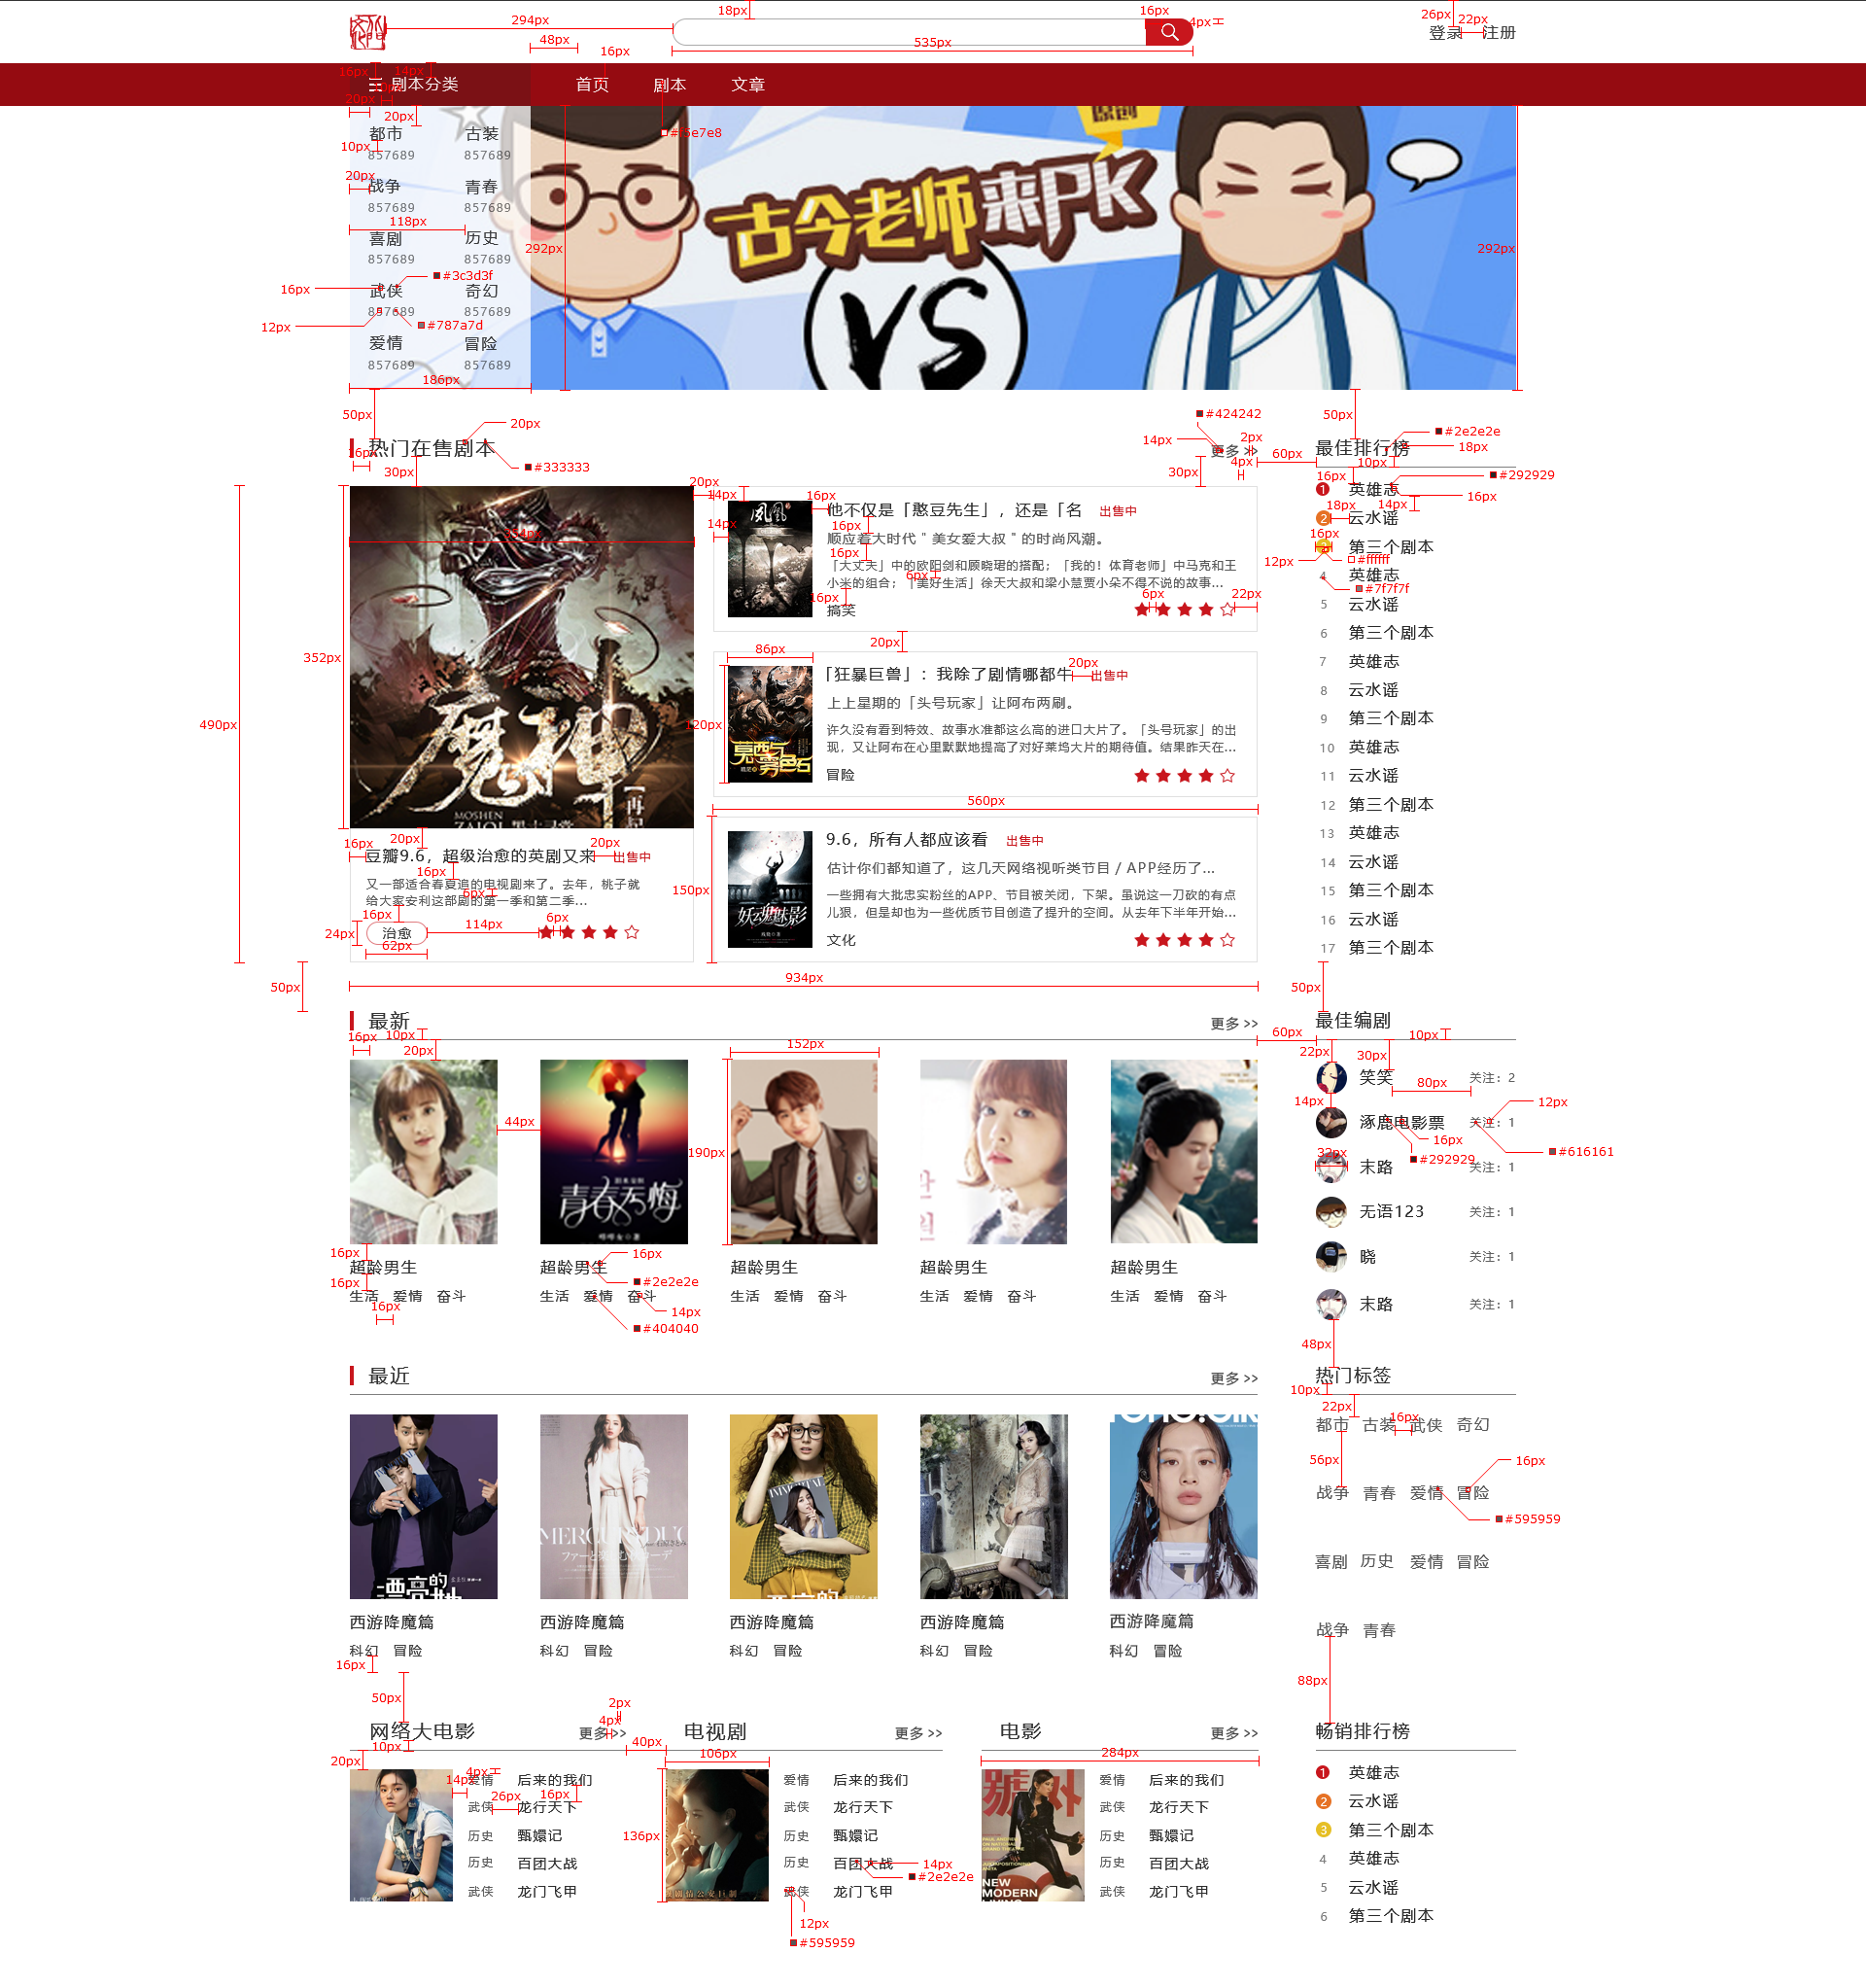 18px
16px
26px
294px
22px
4px
48px
535px
登录
注册
16px
16px
14px
剧本分类
首页
剧本
文章
20px
20px
#f5e7e8
都市
古装
10px
857689
857689
20px
战争
青春
857689
857689
118px
喜剧
历史
292px
292px
857689
857689
#3c3d3f
16px
武侠
奇幻
857689
857689
12px
#787a7d
爱情
冒险
857689
857689
186px
古今老师来PK
VS
50px
20px
#424242
50px
#2e2e2e
14px
2px
18px
热门在售剧本
更多 >>
最佳排行榜
16px
30px
#333333
30px
4px
60px
10px
16px
#292929
20px
14px
16px
14px
他不仅是「憨豆先生」，还是「名
出售中
16px
顺应着大时代＂美女爱大叔＂的时尚风潮。
16px
「大丈夫」中的欧阳剑和顾晓珺的搭配；「我的！体育老师」中马克和王
小米的组合；「美好生活」徐天大叔和梁小慧贾小朵不得不说的故事...
6px
16px
搞笑
6px
22px
20px
86px
「狂暴巨兽」：我除了剧情哪都牛
20px
出售中
120px
上上星期的「头号玩家」让阿布两刷。
许久没有看到特效、故事水准都这么高的进口大片了。「头号玩家」的出
现，又让阿布在心里默默地提高了对好莱坞大片的期待值。结果昨天在...
冒险
560px
9.6，所有人都应该看
出售中
150px
估计你们都知道了，这几天网络视听类节目 / APP经历了...
一些拥有大批忠实粉丝的APP、节目被关闭，下架。虽说这一刀砍的有点
儿狠，但是却也为一些优质节目创造了提升的空间。从去年下半年开始...
文化
334px
352px
490px
魔神
MOSHEN
ZAIQI
20px
16px
20px
豆瓣9.6，超级治愈的英剧又来
出售中
16px
又一部适合春夏追的电视剧来了。去年，桃子就
给大家安利这部剧的第一季和第二季...
6px
16px
24px
治愈
62px
114px
6px
934px
50px
1 英雄志
16px
14px
18px
2 云水谣
16px
3 第三个剧本
12px
#ffffff
4 英雄志
#7f7f7f
5 云水谣
6 第三个剧本
7 英雄志
8 云水谣
9 第三个剧本
10 英雄志
11 云水谣
12 第三个剧本
13 英雄志
14 云水谣
15 第三个剧本
16 云水谣
17 第三个剧本
50px
最新
更多 >>
最佳编剧
16px
10px
20px
152px
60px
10px
22px
30px
44px
190px
青春无悔
16px
超龄男生
超龄男生
超龄男生
超龄男生
超龄男生
16px
#2e2e2e
16px
生活 爱情 奋斗
生活 爱情 奋斗
生活 爱情 奋斗
生活 爱情 奋斗
生活 爱情 奋斗
16px
14px
#404040
笑笑
关注：2
80px
14px
12px
涿鹿电影票
关注：1
16px
#292929
#616161
32px
末路
关注：1
无语123
关注：1
晓
关注：1
末路
关注：1
48px
最近
更多 >>
热门标签
10px
22px
都市 古装 武侠 奇幻
16px
56px
16px
战争 青春 爱情 冒险
#595959
喜剧 历史 爱情 冒险
战争 青春
88px
MERCURYDUO
漂亮的
西游降魔篇
西游降魔篇
西游降魔篇
西游降魔篇
西游降魔篇
科幻 冒险
科幻 冒险
科幻 冒险
科幻 冒险
科幻 冒险
16px
50px
2px
4px
网络大电影
更多 >>
电视剧
更多 >>
电影
更多 >>
畅销排行榜
10px
20px
40px
106px
284px
4px
14px
26px
16px
爱情 后来的我们
武侠 龙行天下
历史 甄嬛记
历史 百团大战
武侠 龙门飞甲
136px
爱情 后来的我们
武侠 龙行天下
历史 甄嬛记
历史 百团大战
14px
#2e2e2e
武侠 龙门飞甲
12px
#595959
NEW
MODERN
LIVING
爱情 后来的我们
武侠 龙行天下
历史 甄嬛记
历史 百团大战
武侠 龙门飞甲
1 英雄志
2 云水谣
3 第三个剧本
4 英雄志
5 云水谣
6 第三个剧本